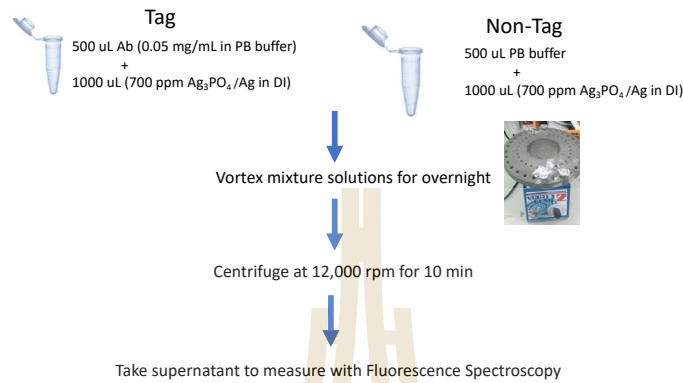 Tag
500 uL Ab (0.05 mg/mL in PB buffer)
+
1000 uL (700 ppm Ag₃PO₄ /Ag in DI)
Non-Tag
500 uL PB buffer
+
1000 uL (700 ppm Ag₃PO₄ /Ag in DI)
Vortex mixture solutions for overnight
Centrifuge at 12,000 rpm for 10 min
Take supernatant to measure with Fluorescence Spectroscopy